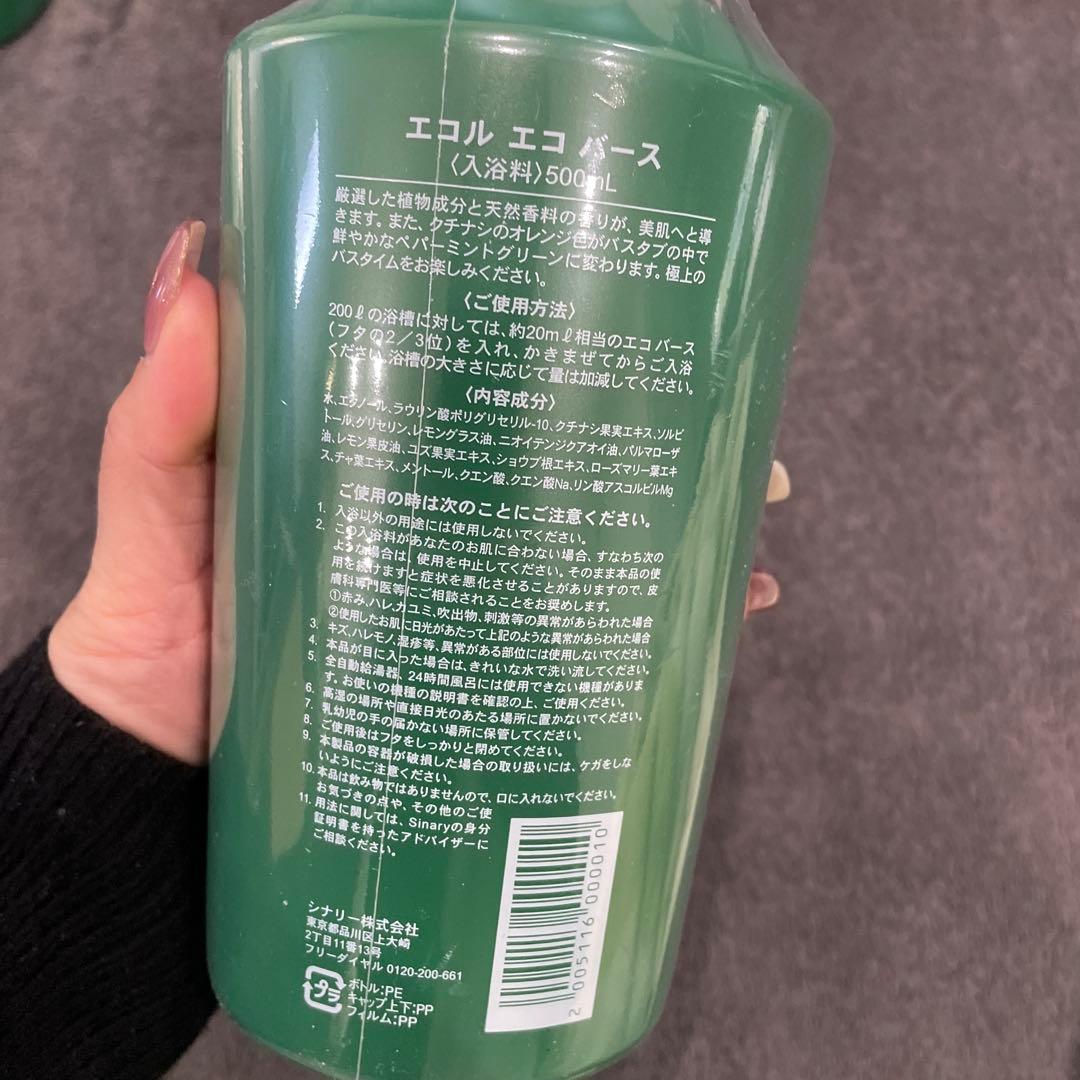 エコル エコ バース
〈入浴料〉500mL
厳選した植物成分と天然香料の香りが、美肌へと導
きます。また、クチナシのオレンジ色がバスタブの中で
鮮やかなペパーミントグリーンに変わります。極上の
バスタイムをお楽しみください。
〈ご使用方法〉
200ℓの浴槽に対しては、約20mℓ相当のエコ バース
(フタの2/3位)を入れ、かきまぜてからご入浴
ください。浴槽の大きさに応じて量は加減してください。
〈内容成分〉
水、エタノール、ラウリン酸ポリグリセリル-10、クチナシ果実エキス、ソルビ
トール、グリセリン、レモングラス油、ニオイテンジクアオイ油、パルマローザ
油、レモン果皮油、ユズ果実エキス、ショウブ根エキス、ローズマリー葉エキ
ス、チャ葉エキス、メントール、クエン酸、クエン酸Na、リン酸アスコルビルMg
ご使用の時は次のことにご注意ください。
1. 入浴以外の用途には使用しないでください。
2. この入浴料があなたのお肌に合わない場合、すなわち次の
ような場合は、使用を中止してください。そのまま本品の使
用を続けますと症状を悪化させることがありますので、皮
膚科専門医等にご相談されることをお奨めします。
①赤み、ハレ、カユミ、吹出物、刺激等の異常があらわれた場合
②使用したお肌に日光があたって上記のような異常があらわれた場合
3. キズ、ハレモノ、湿疹等、異常がある部位には使用しないでください。
4. 本品が目に入った場合は、きれいな水で洗い流してください。
5. 全自動給湯器、24時間風呂には使用できない機種がありま
す。お使いの機種の説明書を確認の上、ご使用ください。
6. 高湿の場所や直接日光のあたる場所に置かないでください。
7. 乳幼児の手の届かない場所に保管してください。
8. ご使用後はフタをしっかりと閉めてください。
9. 本製品の容器が破損した場合の取り扱いには、ケガをしな
いようにご注意ください。
10. 本品は飲み物ではありませんので、口に入れないでください。
11. お気づきの点や、その他のご使
用法に関しては、Sinaryの身分
証明書を持ったアドバイザーに
ご相談ください。
シナリー株式会社
東京都品川区上大崎
2丁目11番13号
フリーダイヤル 0120-200-661
プラ
ボトル:PE
キャップ上下:PP
フィルム:PP
2 005116 000010